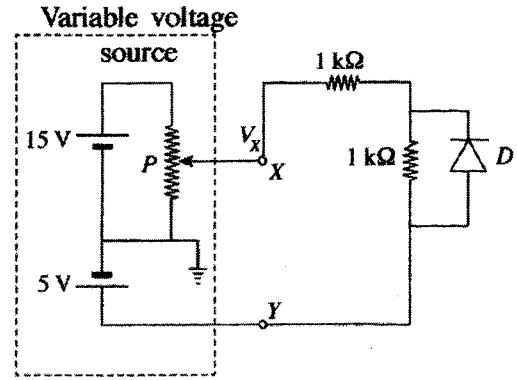 Variable voltage
source
1 kΩ
15 V
P
V_x
X
1 kΩ
D
5 V
Y